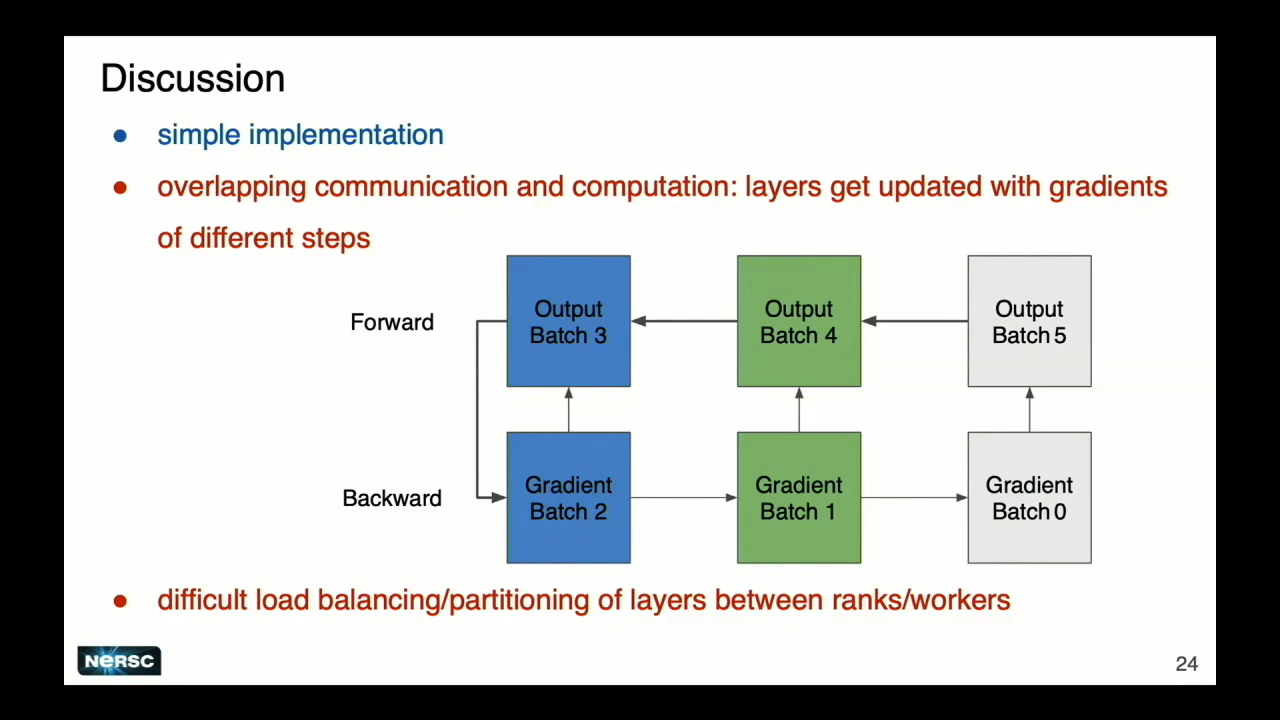 Discussion
● simple implementation
● overlapping communication and computation: layers get updated with gradients
of different steps
Forward
Output
Batch 3
Output
Batch 4
Output
Batch 5
Backward
Gradient
Batch 2
Gradient
Batch 1
Gradient
Batch 0
● difficult load balancing/partitioning of layers between ranks/workers
NERSC
24